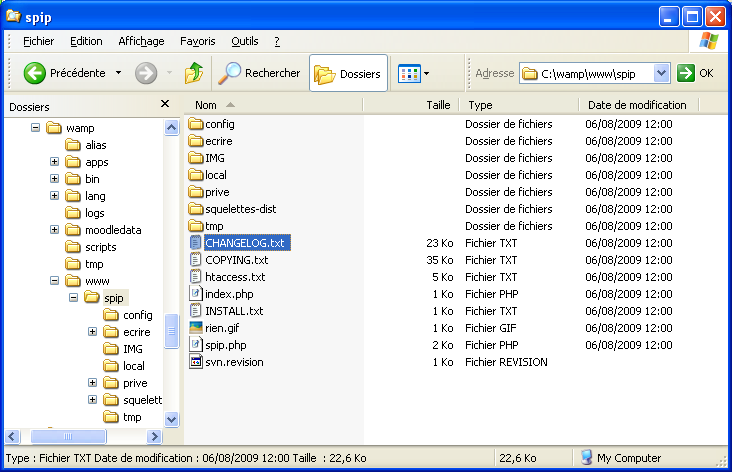 spip
Fichier Edition Affichage Favoris Outils ?
Précédente Rechercher Dossiers Adresse C:\wamp\www\spip OK
Dossiers
wamp
alias
apps
bin
lang
logs
moodledata
scripts
tmp
www
spip
config
ecrire
IMG
local
prive
squelett
tmp
Nom Taille Type Date de modification
config Dossier de fichiers 06/08/2009 12:00
ecrire Dossier de fichiers 06/08/2009 12:00
IMG Dossier de fichiers 06/08/2009 12:00
local Dossier de fichiers 06/08/2009 12:00
prive Dossier de fichiers 06/08/2009 12:00
squelettes-dist Dossier de fichiers 06/08/2009 12:00
tmp Dossier de fichiers 06/08/2009 12:00
CHANGELOG.txt 23 Ko Fichier TXT 06/08/2009 12:00
COPYING.txt 35 Ko Fichier TXT 06/08/2009 12:00
htaccess.txt 5 Ko Fichier TXT 06/08/2009 12:00
index.php 1 Ko Fichier PHP 06/08/2009 12:00
INSTALL.txt 1 Ko Fichier TXT 06/08/2009 12:00
rien.gif 1 Ko Fichier GIF 06/08/2009 12:00
spip.php 2 Ko Fichier PHP 06/08/2009 12:00
svn.revision 1 Ko Fichier REVISION
Type : Fichier TXT Date de modification : 06/08/2009 12:00 Taille : 22,6 Ko 22,6 Ko My Computer